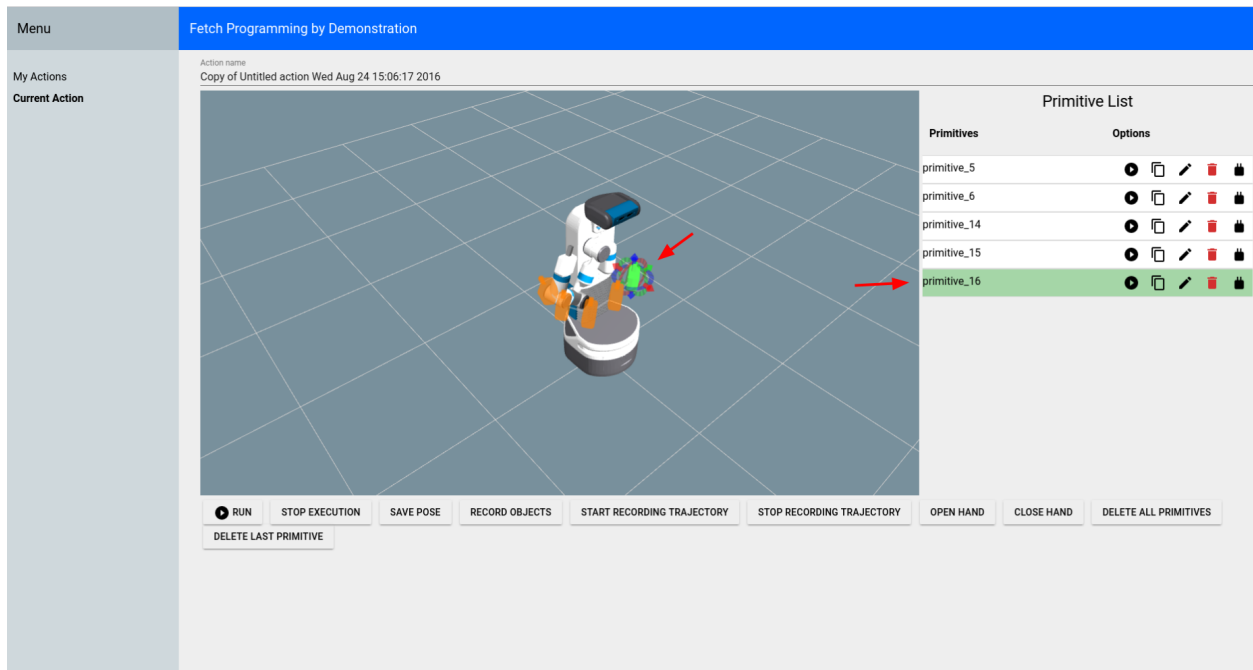 Menu
Fetch Programming by Demonstration
My Actions
Current Action
Action name
Copy of Untitled action Wed Aug 24 15:06:17 2016
Primitive List
Primitives Options
primitive_5
primitive_6
primitive_14
primitive_15
primitive_16
RUN STOP EXECUTION SAVE POSE RECORD OBJECTS START RECORDING TRAJECTORY STOP RECORDING TRAJECTORY OPEN HAND CLOSE HAND DELETE ALL PRIMITIVES
DELETE LAST PRIMITIVE